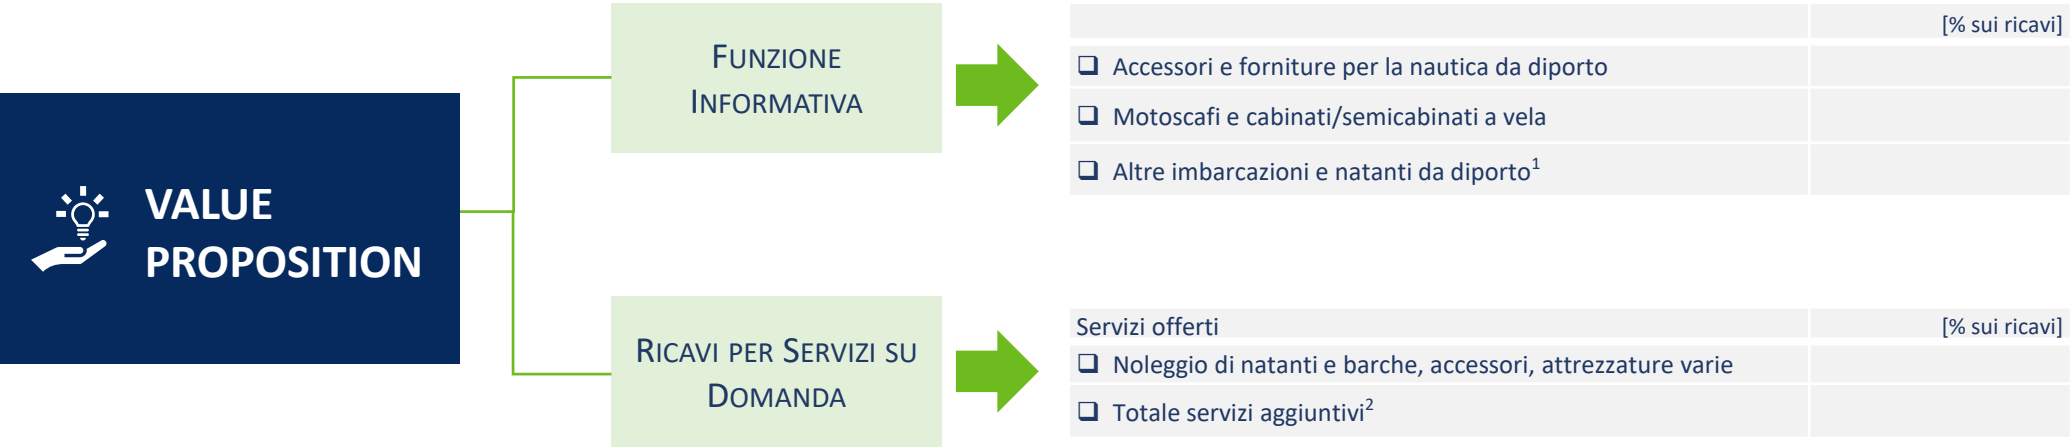 VALUE
PROPOSITION
FUNZIONE
INFORMATIVA
[% sui ricavi]
❑ Accessori e forniture per la nautica da diporto
❑ Motoscafi e cabinati/semicabinati a vela
❑ Altre imbarcazioni e natanti da diporto¹
RICAVI PER SERVIZI SU
DOMANDA
Servizi offerti [% sui ricavi]
❑ Noleggio di natanti e barche, accessori, attrezzature varie
❑ Totale servizi aggiuntivi²